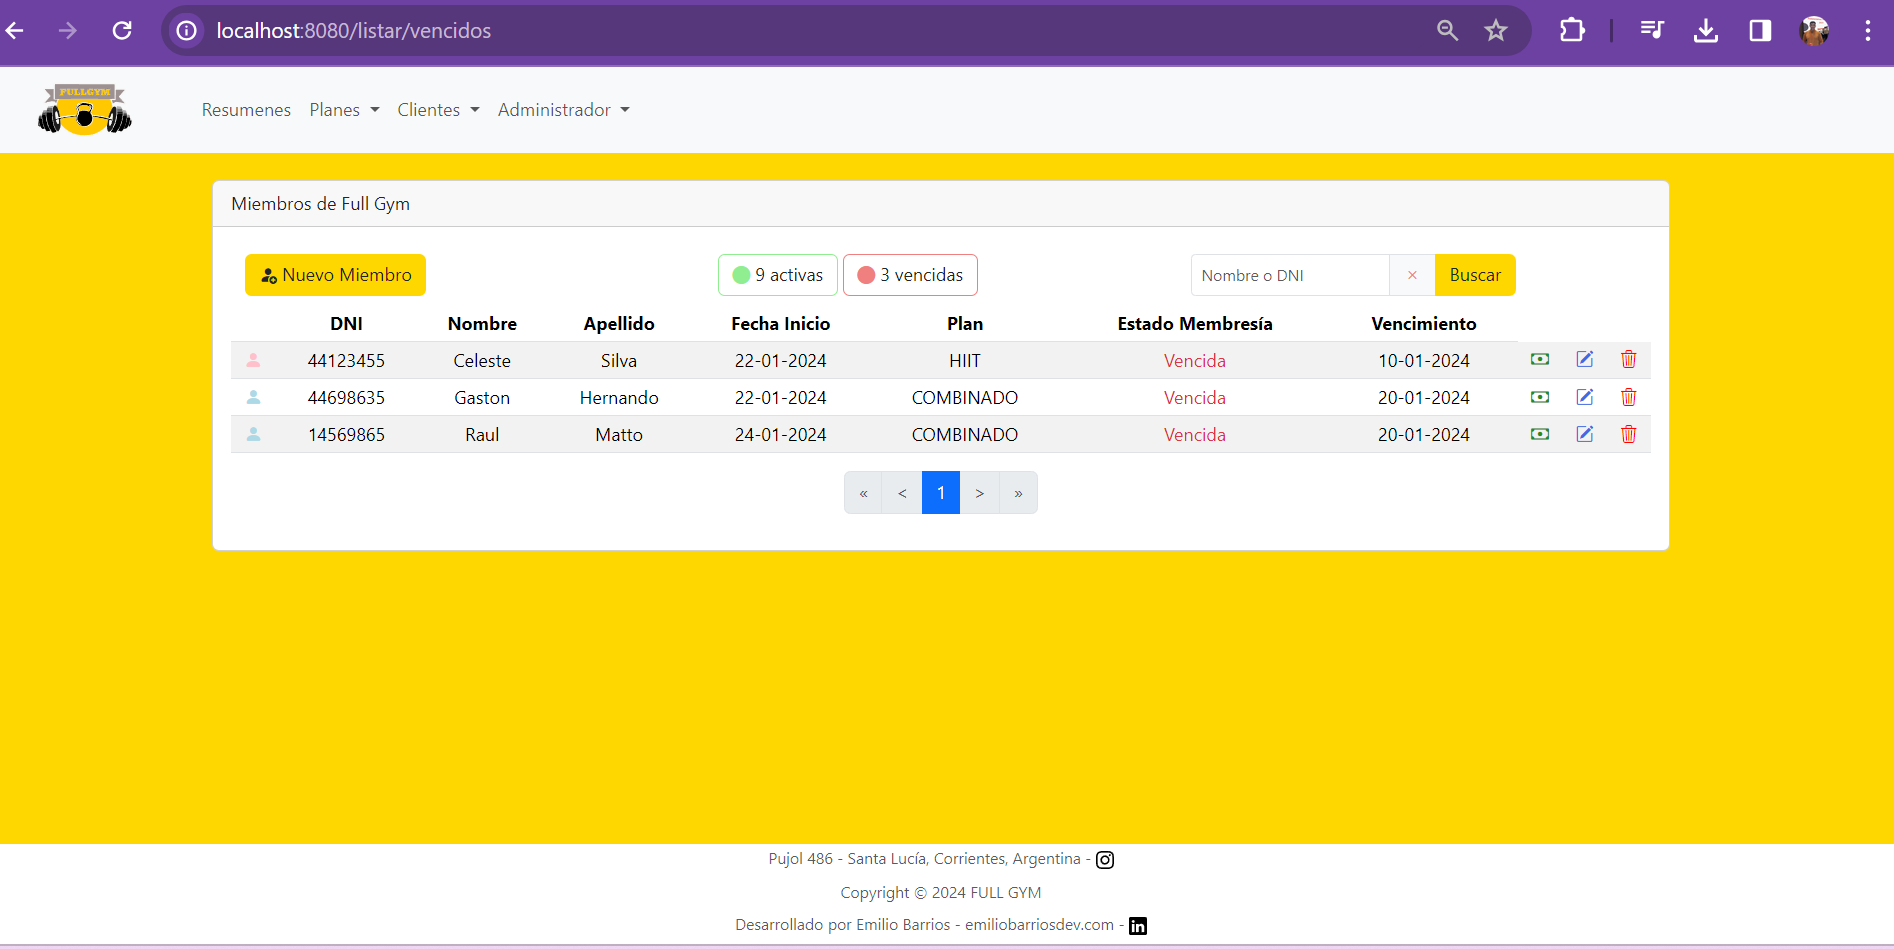 localhost:8080/listar/vencidos
FULLGYM
Resumenes Planes Clientes Administrador
Miembros de Full Gym
Nuevo Miembro 9 activas 3 vencidas Nombre o DNI × Buscar
DNI Nombre Apellido Fecha Inicio Plan Estado Membresía Vencimiento
44123455 Celeste Silva 22-01-2024 HIIT Vencida 10-01-2024
44698635 Gaston Hernando 22-01-2024 COMBINADO Vencida 20-01-2024
14569865 Raul Matto 24-01-2024 COMBINADO Vencida 20-01-2024
« < 1 > »
Pujol 486 - Santa Lucía, Corrientes, Argentina -
Copyright © 2024 FULL GYM
Desarrollado por Emilio Barrios - emiliobarriosdev.com - in